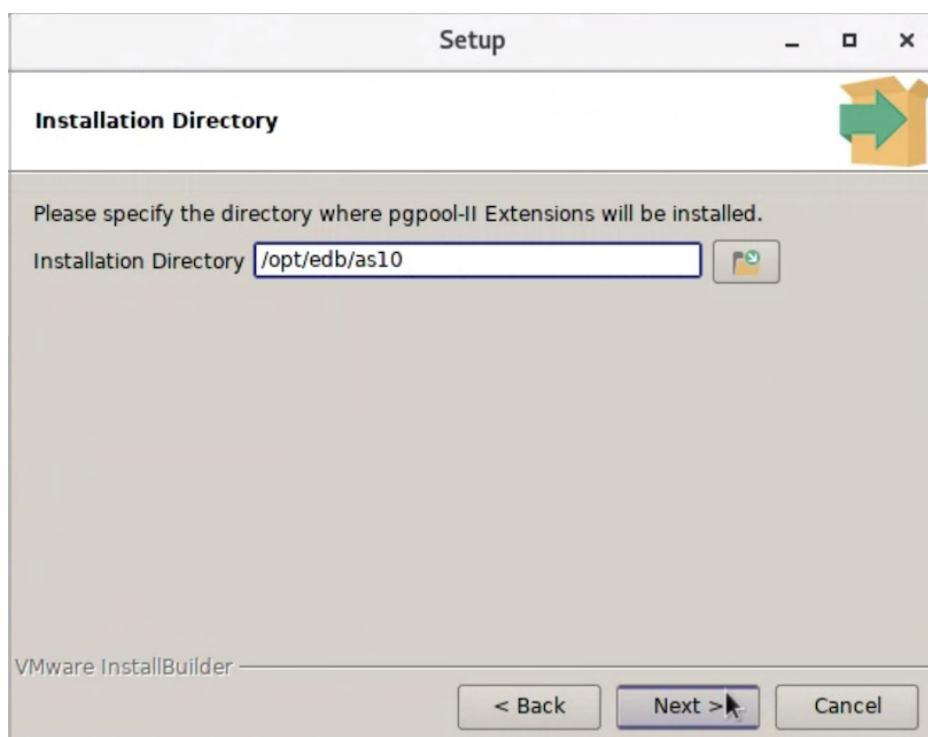 Setup
Installation Directory
Please specify the directory where pgpool-II Extensions will be installed.
Installation Directory /opt/edb/as10
VMware InstallBuilder
< Back Next > Cancel